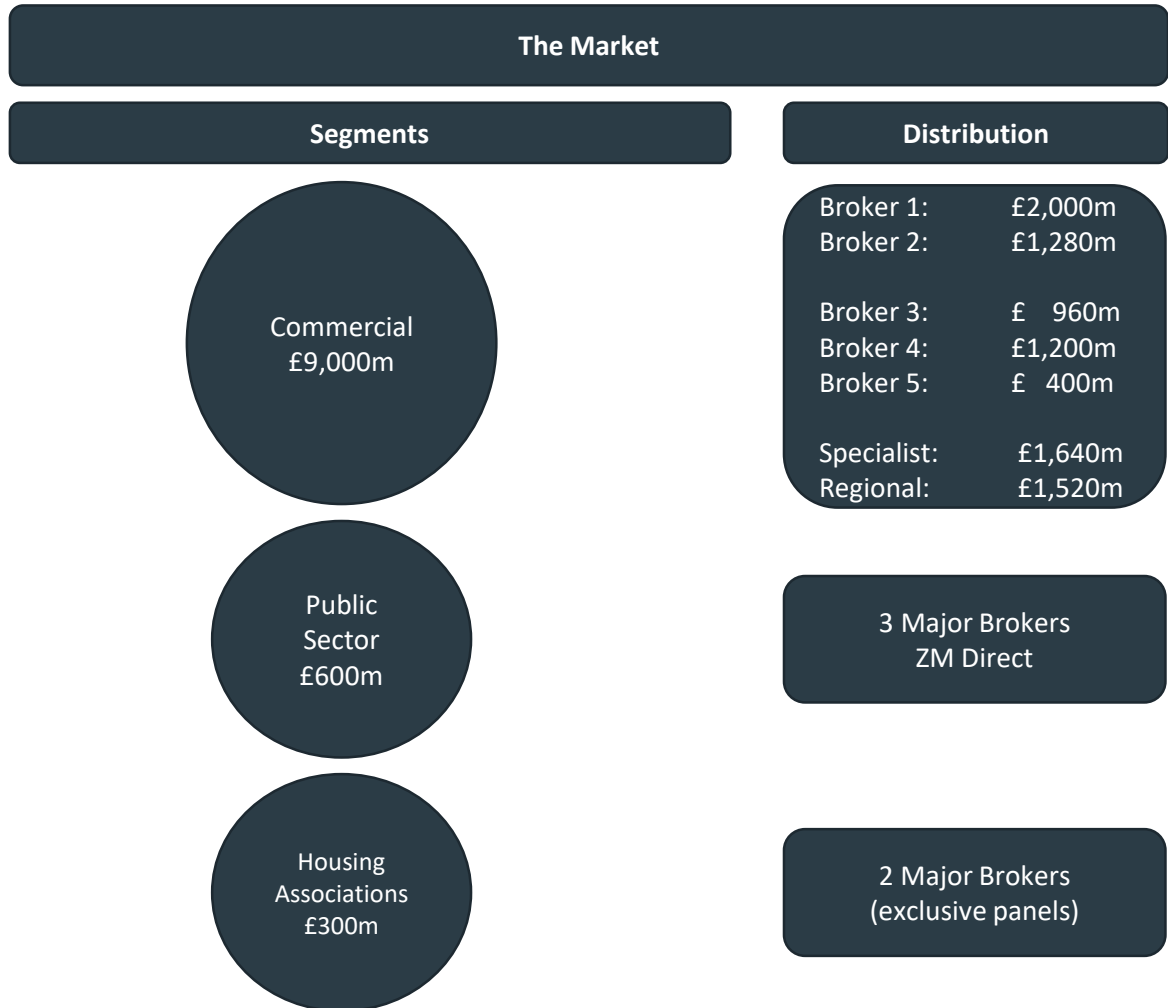 The Market
Segments
Distribution
Commercial
£9,000m
Broker 1: £2,000m
Broker 2: £1,280m
Broker 3: £ 960m
Broker 4: £1,200m
Broker 5: £ 400m
Specialist: £1,640m
Regional: £1,520m
Public
Sector
£600m
3 Major Brokers
ZM Direct
Housing
Associations
£300m
2 Major Brokers
(exclusive panels)